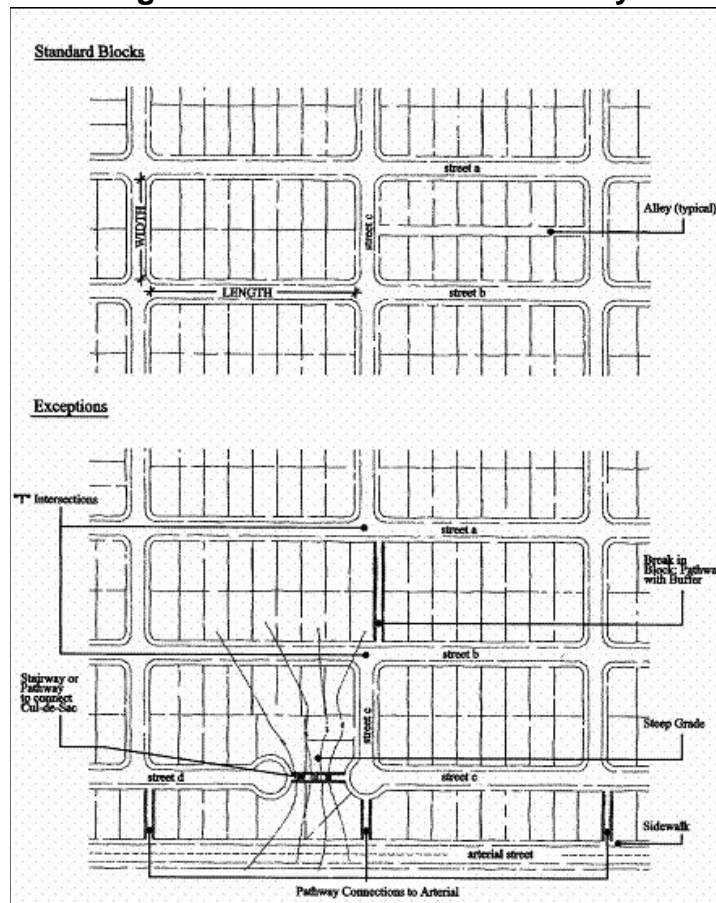 Standard Blocks
street a
WIDTH
street c
Alley (typical)
LENGTH
street b
Exceptions
"T" Intersections
street a
Break in
Block; Pathwa
with Buffer
street b
Stairway or
Pathway
to connect
Cul-de-Sac
street c
Steep Grade
street d
street c
Sidewalk
arterial street
Pathway Connections to Arterial